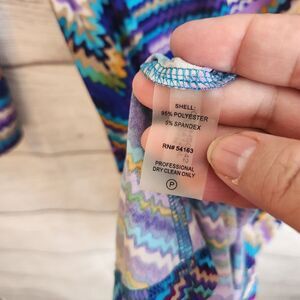 SHELL:
95% POLYESTER
5% SPANDEX
RN# 54163
PROFESSIONAL
DRY CLEAN ONLY
P